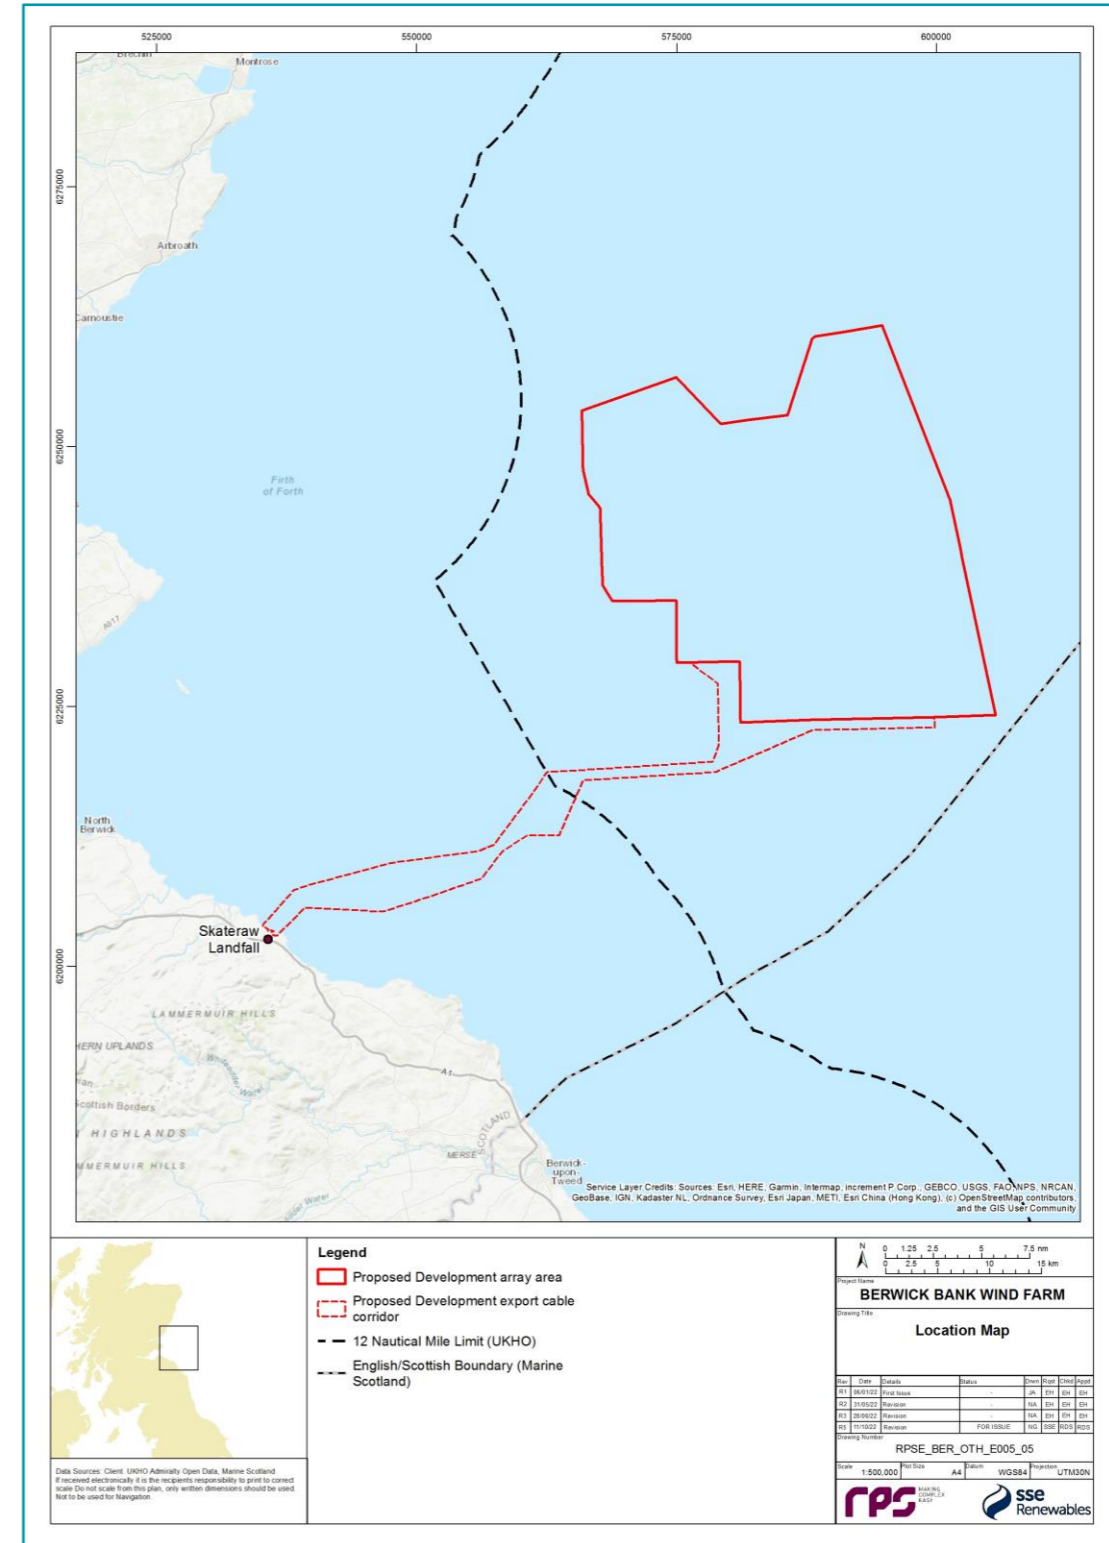 525000
550000
575000
600000
Brechin
Montrose
6275000
Arbroath
Carnoustie
6250000
Firth
of Forth
A917
6225000
North
Berwick
Skateraw
Landfall
6200000
LAMMERMUIR HILLS
HERN UPLANDS
Whiteadder Water
A1
Scottish Borders
HIGHLANDS
MMERMUIR HILLS
MERSE
SCOTLAND
Berwick-
upon-
Tweed
Service Layer Credits: Sources: Esri, HERE, Garmin, Intermap, increment P Corp., GEBCO, USGS, FAO, NPS, NRCAN,
GeoBase, IGN, Kadaster NL, Ordnance Survey, Esri Japan, METI, Esri China (Hong Kong), (c) OpenStreetMap contributors,
and the GIS User Community
Legend
Proposed Development array area
Proposed Development export cable
corridor
12 Nautical Mile Limit (UKHO)
English/Scottish Boundary (Marine
Scotland)
Data Sources: Client. UKHO Admiralty Open Data, Marine Scotland
If received electronically it is the recipients responsibility to print to correct
scale Do not scale from this plan, only written dimensions should be used.
Not to be used for Navigation.
N
0 1.25 2.5 5 7.5 nm
0 2.5 5 10 15 km
Project Name
BERWICK BANK WIND FARM
Drawing Title
Location Map
Rev Date Details Status Drwn Rqst Chkd Appd
R1 06/01/22 First Issue - JA EH EH EH
R2 31/05/22 Revision - NA EH EH EH
R3 28/06/22 Revision - NA EH EH EH
R5 11/10/22 Revision FOR ISSUE NG SSE RDS RDS
Drawing Number
RPSE_BER_OTH_E005_05
Scale 1:500,000 Plot Size A4 Datum WGS84 Projection UTM30N
rps MAKING
COMPLEX
EASY
sse
Renewables